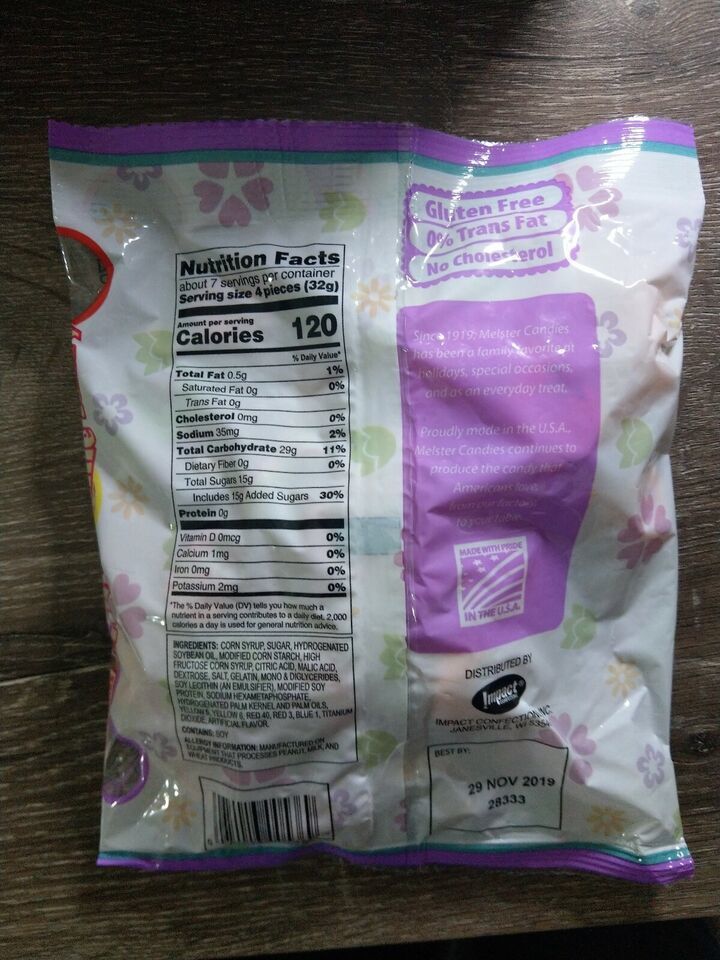 Gluten Free
0% Trans Fat
No Cholesterol
Nutrition Facts
about 7 servings per container
Serving size 4 pieces (32g)
Amount per serving
Calories 120
% Daily Value*
Total Fat 0.5g 1%
Saturated Fat 0g 0%
Trans Fat 0g
Cholesterol 0mg 0%
Sodium 35mg 2%
Total Carbohydrate 29g 11%
Dietary Fiber 0g 0%
Total Sugars 15g
Includes 15g Added Sugars 30%
Protein 0g
Vitamin D 0mcg 0%
Calcium 1mg 0%
Iron 0mg 0%
Potassium 2mg 0%
*The % Daily Value (DV) tells you how much a
nutrient in a serving contributes to a daily diet. 2,000
calories a day is used for general nutrition advice.
INGREDIENTS: CORN SYRUP, SUGAR, HYDROGENATED
SOYBEAN OIL, MODIFIED CORN STARCH, HIGH
FRUCTOSE CORN SYRUP, CITRIC ACID, MALIC ACID,
DEXTROSE, SALT, GELATIN, MONO & DIGLYCERIDES,
SOY LECITHIN (AN EMULSIFIER), MODIFIED SOY
PROTEIN, SODIUM HEXAMETAPHOSPHATE,
HYDROGENATED PALM KERNEL AND PALM OILS,
YELLOW 5, YELLOW 6, RED 40, RED 3, BLUE 1, TITANIUM
DIOXIDE, ARTIFICIAL FLAVOR.
CONTAINS: SOY
ALLERGY INFORMATION: MANUFACTURED ON
EQUIPMENT THAT PROCESSES PEANUT, MILK, AND
WHEAT PRODUCTS.
Since 1919, Melster Candies
has been a family favorite at
holidays, special occasions,
and as an everyday treat.
Proudly made in the U.S.A.,
Melster Candies continues to
produce the candy that
Americans love,
from our factory
to your table.
MADE WITH PRIDE
IN THE U.S.A.
DISTRIBUTED BY
Impact
IMPACT CONFECTIONS, INC.
JANESVILLE, WI
BEST BY:
29 NOV 2019
28333